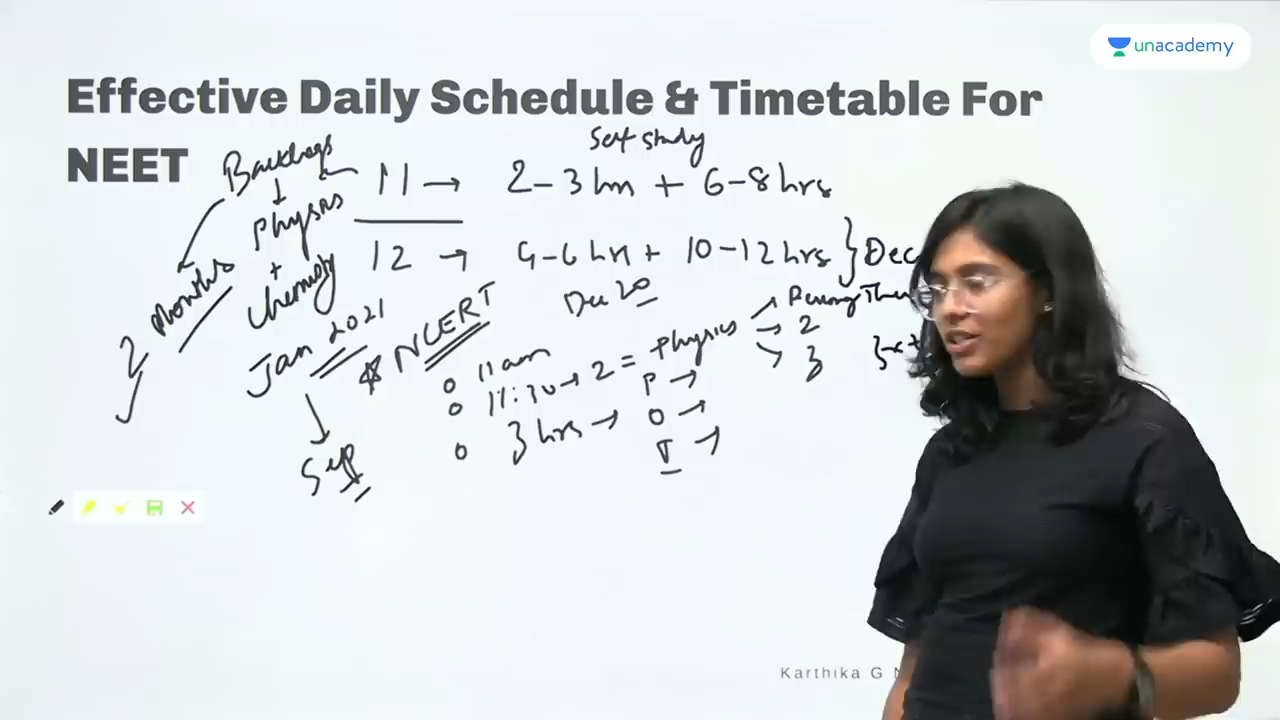 unacademy
Effective Daily Schedule & Timetable For
NEET
Self study
Backlogs
11 → 2-3 hrs + 6-8 hrs
↓
Physics
+
Chemistry
2 Months
12 → 4-6 hrs + 10-12 hrs } Dec
Dec 20
Jan 2021
↓
Sep
NCERT
11 am
11:30 → 2 = Physics
→ 2
3
3 hrs →
P →
O →
Karthika G N